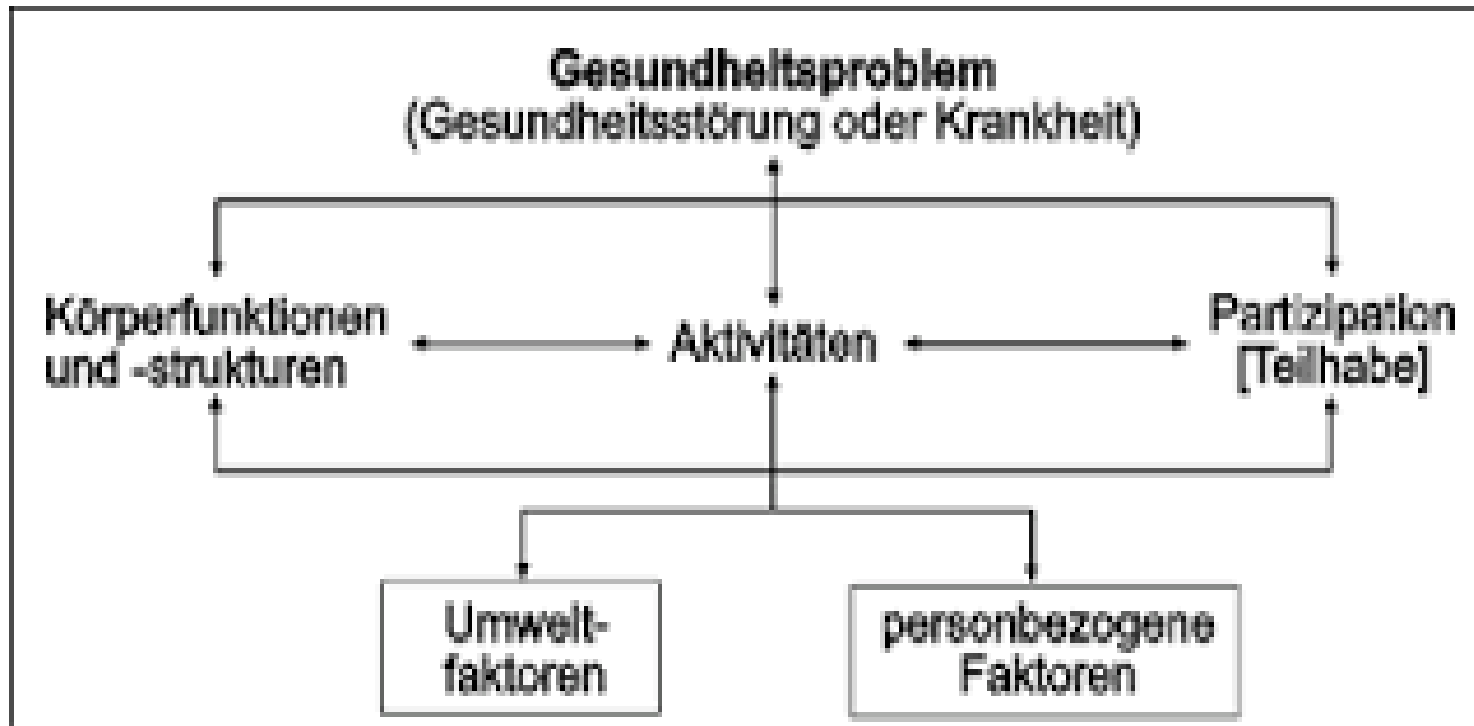 Gesundheitsproblem
(Gesundheitsstörung oder Krankheit)
Körperfunktionen
und -strukturen
Aktivitäten
Partizipation
[Teilhabe]
Umwelt-
faktoren
personbezogene
Faktoren